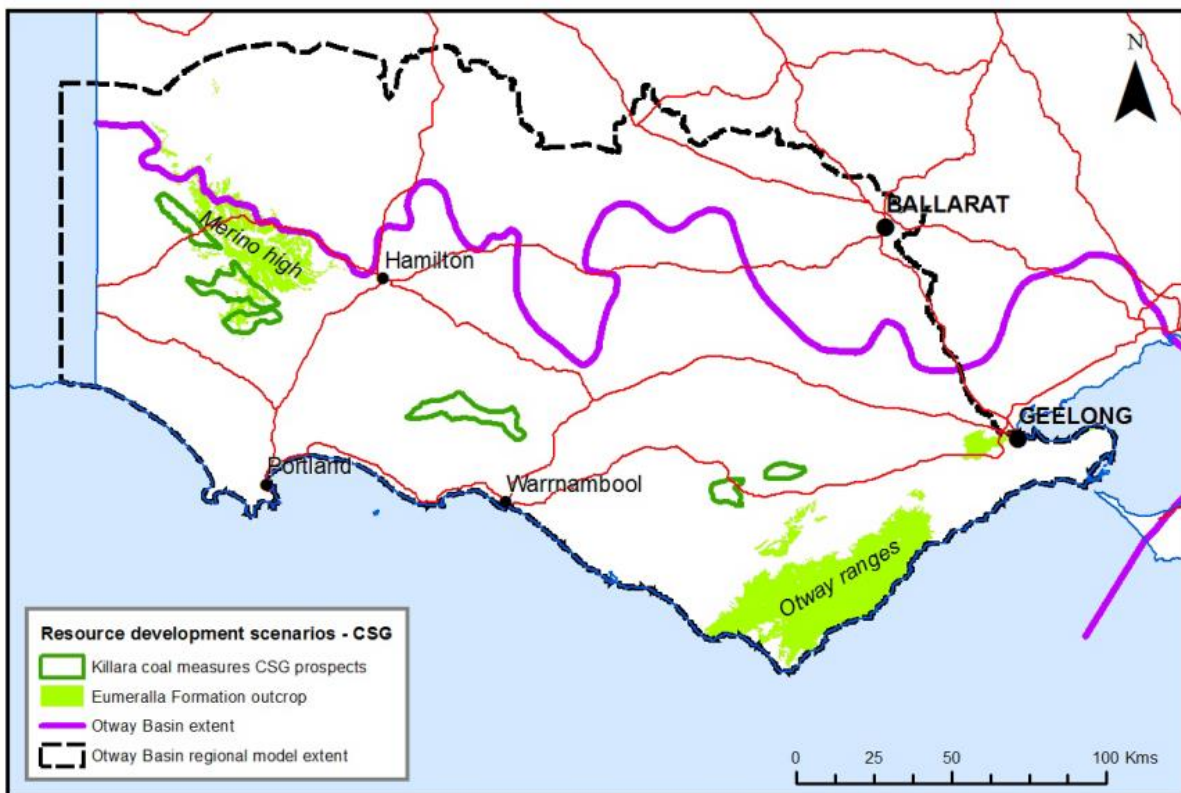 N
BALLARAT
Merino high
Hamilton
GEELONG
Portland
Warrnambool
Otway ranges
Resource development scenarios - CSG
Killara coal measures CSG prospects
Eumeralla Formation outcrop
Otway Basin extent
Otway Basin regional model extent
0 25 50 100 Kms